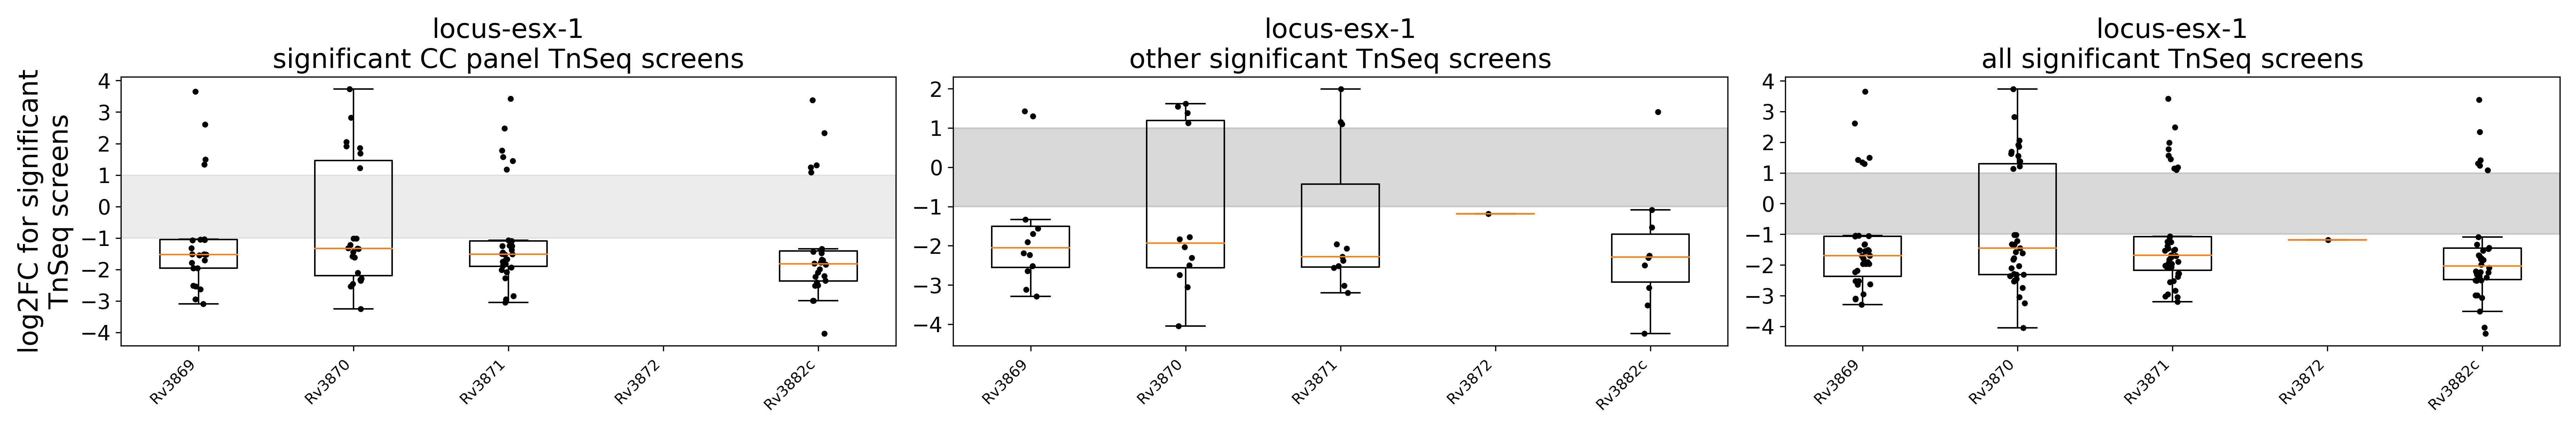 locus-esx-1
significant CC panel TnSeq screens
log2FC for significant
TnSeq screens
4
3
2
1
0
−1
−2
−3
−4
Rv3869
Rv3870
Rv3871
Rv3872
Rv3882c
locus-esx-1
other significant TnSeq screens
2
1
0
−1
−2
−3
−4
Rv3869
Rv3870
Rv3871
Rv3872
Rv3882c
locus-esx-1
all significant TnSeq screens
4
3
2
1
0
−1
−2
−3
−4
Rv3869
Rv3870
Rv3871
Rv3872
Rv3882c